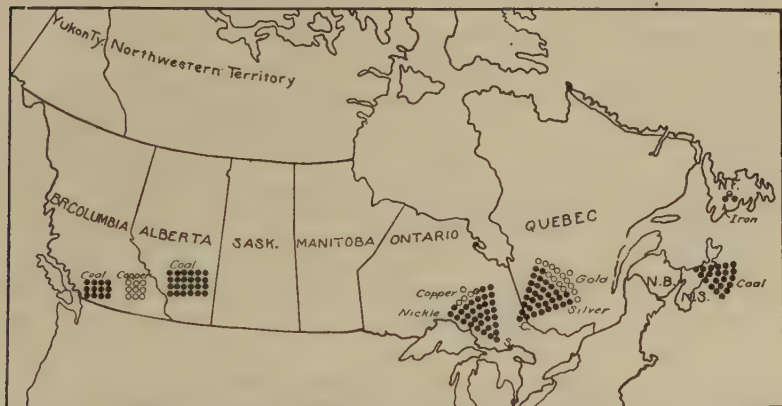 Yukon Ty.
Northwestern Territory
BR. COLUMBIA
ALBERTA
SASK.
MANITOBA
ONTARIO
QUEBEC
N.F.
Iron
Coal
Copper
Coal
Copper
Nickle
S.
C.
Gold
Silver
N.B.
N.S.
Coal